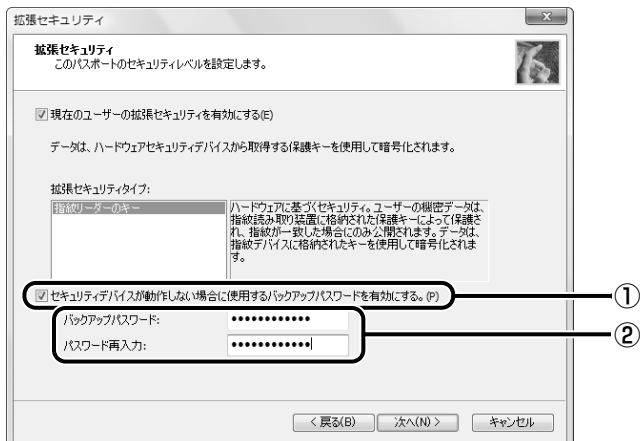 拡張セキュリティ
拡張セキュリティ
このパスポートのセキュリティレベルを設定します。
現在のユーザーの拡張セキュリティを有効にする(E)
データは、ハードウェアセキュリティデバイスから取得する保護キーを使用して暗号化されます。
拡張セキュリティタイプ:
指紋リーダーのキー
ハードウェアに基づくセキュリティ。ユーザーの機密データは、
指紋読み取り装置に格納された保護キーによって保護さ
れ、指紋が一致した場合にのみ公開されます。データは、
指紋デバイスに格納されたキーを使用して暗号化されま
す。
セキュリティデバイスが動作しない場合に使用するバックアップパスワードを有効にする。(P)
①
バックアップパスワード: ●●●●●●●●●●●●
②
パスワード再入力: ●●●●●●●●●●●●
< 戻る(B) 次へ(N) > キャンセル